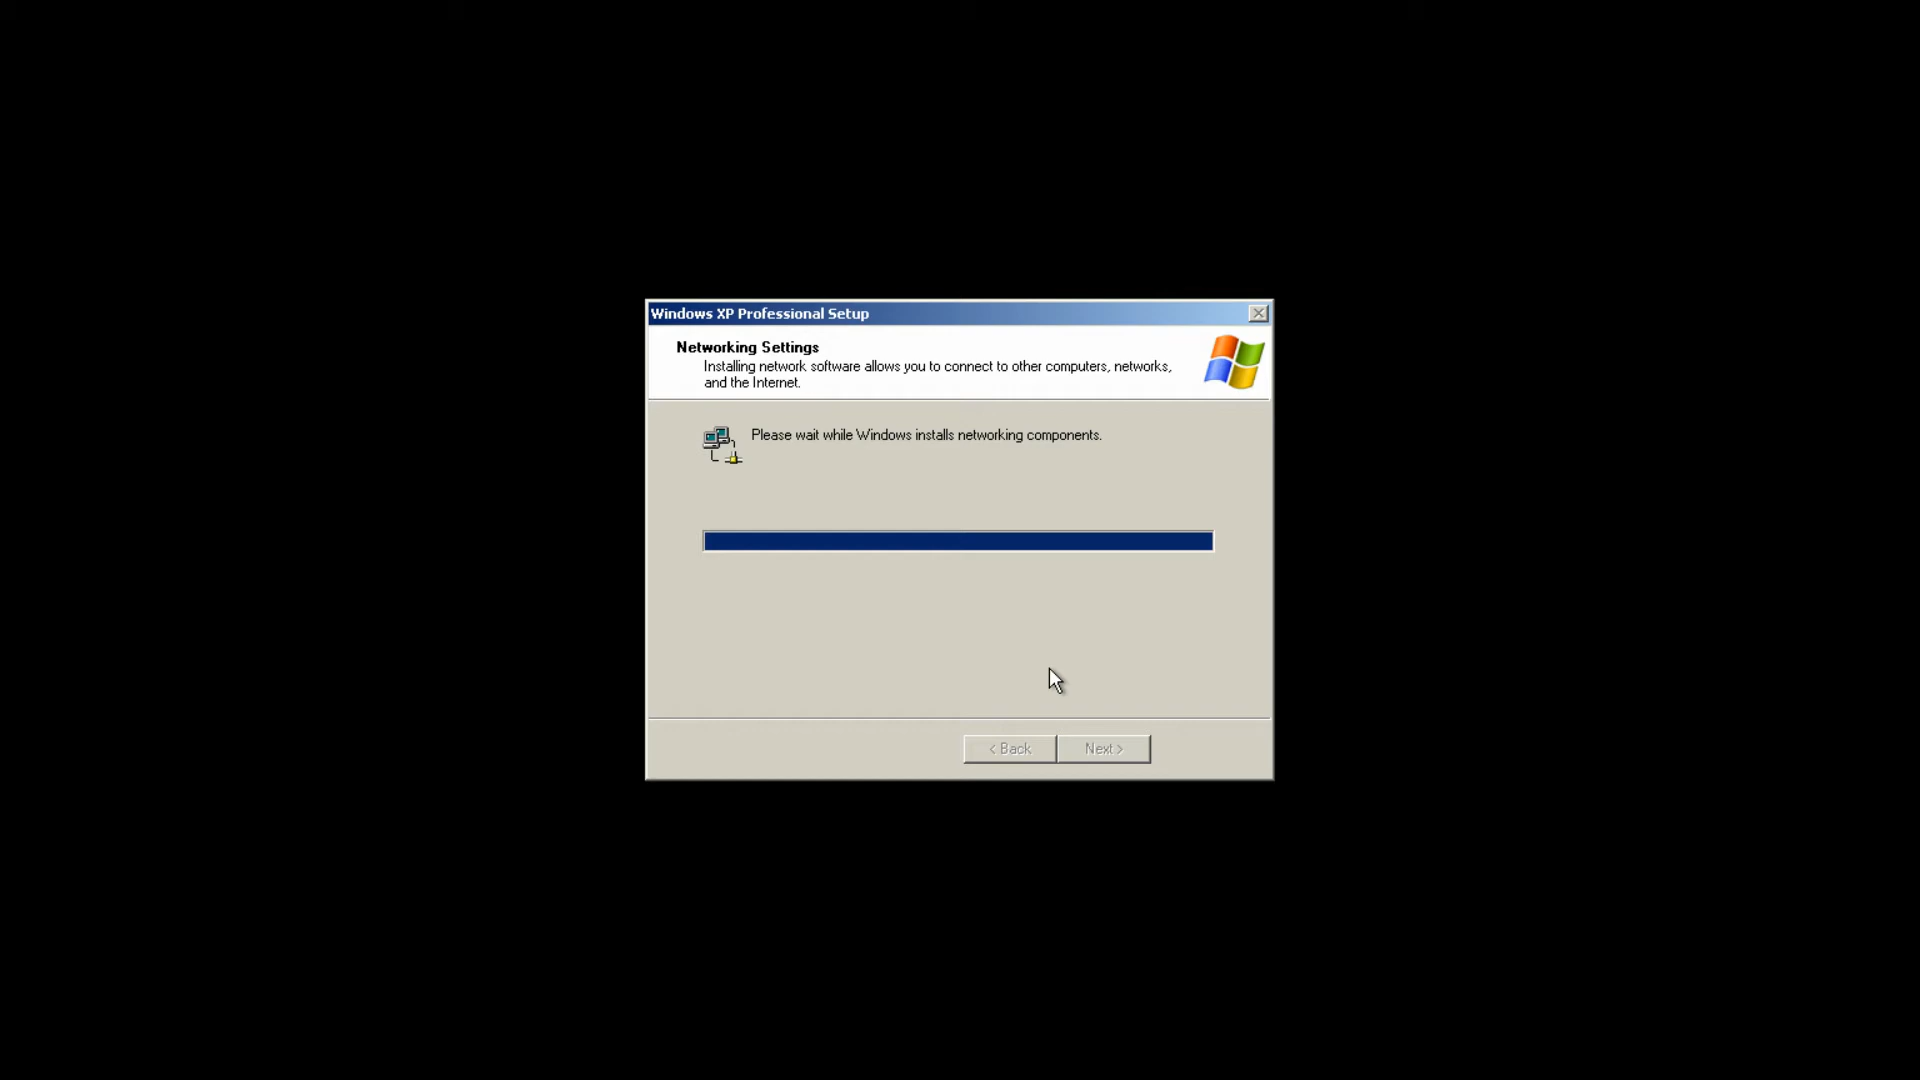 Windows XP Professional Setup
Networking Settings
Installing network software allows you to connect to other computers, networks,
and the Internet.
Please wait while Windows installs networking components.
< Back
Next >